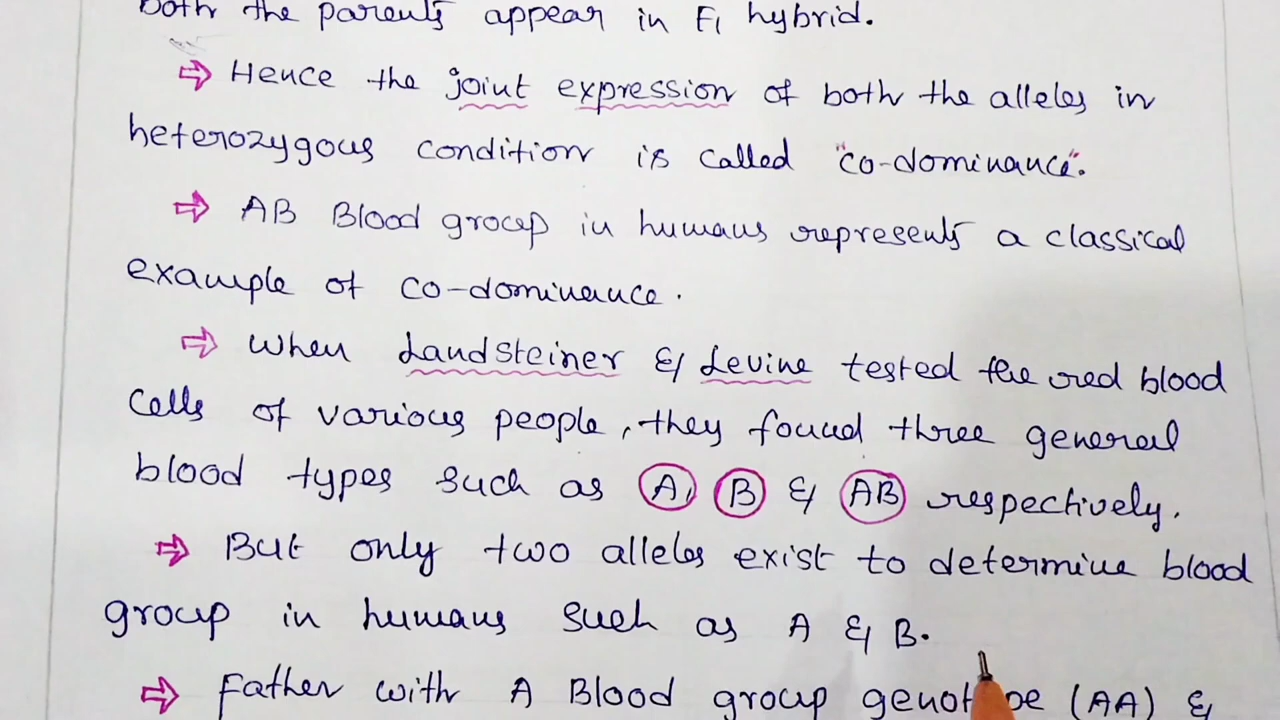 both the parents appear in F1 hybrid.
⇒ Hence the joint expression of both the alleles in
heterozygous condition is called "co-dominance".
⇒ AB Blood group in humans represents a classical
example of co-dominance.
⇒ When Landsteiner & Levine tested the red blood
cells of various people, they found three general
blood types such as A, B & AB respectively.
⇒ But only two alleles exist to determine blood
group in humans such as A & B.
⇒ Father with A Blood group (AA) &